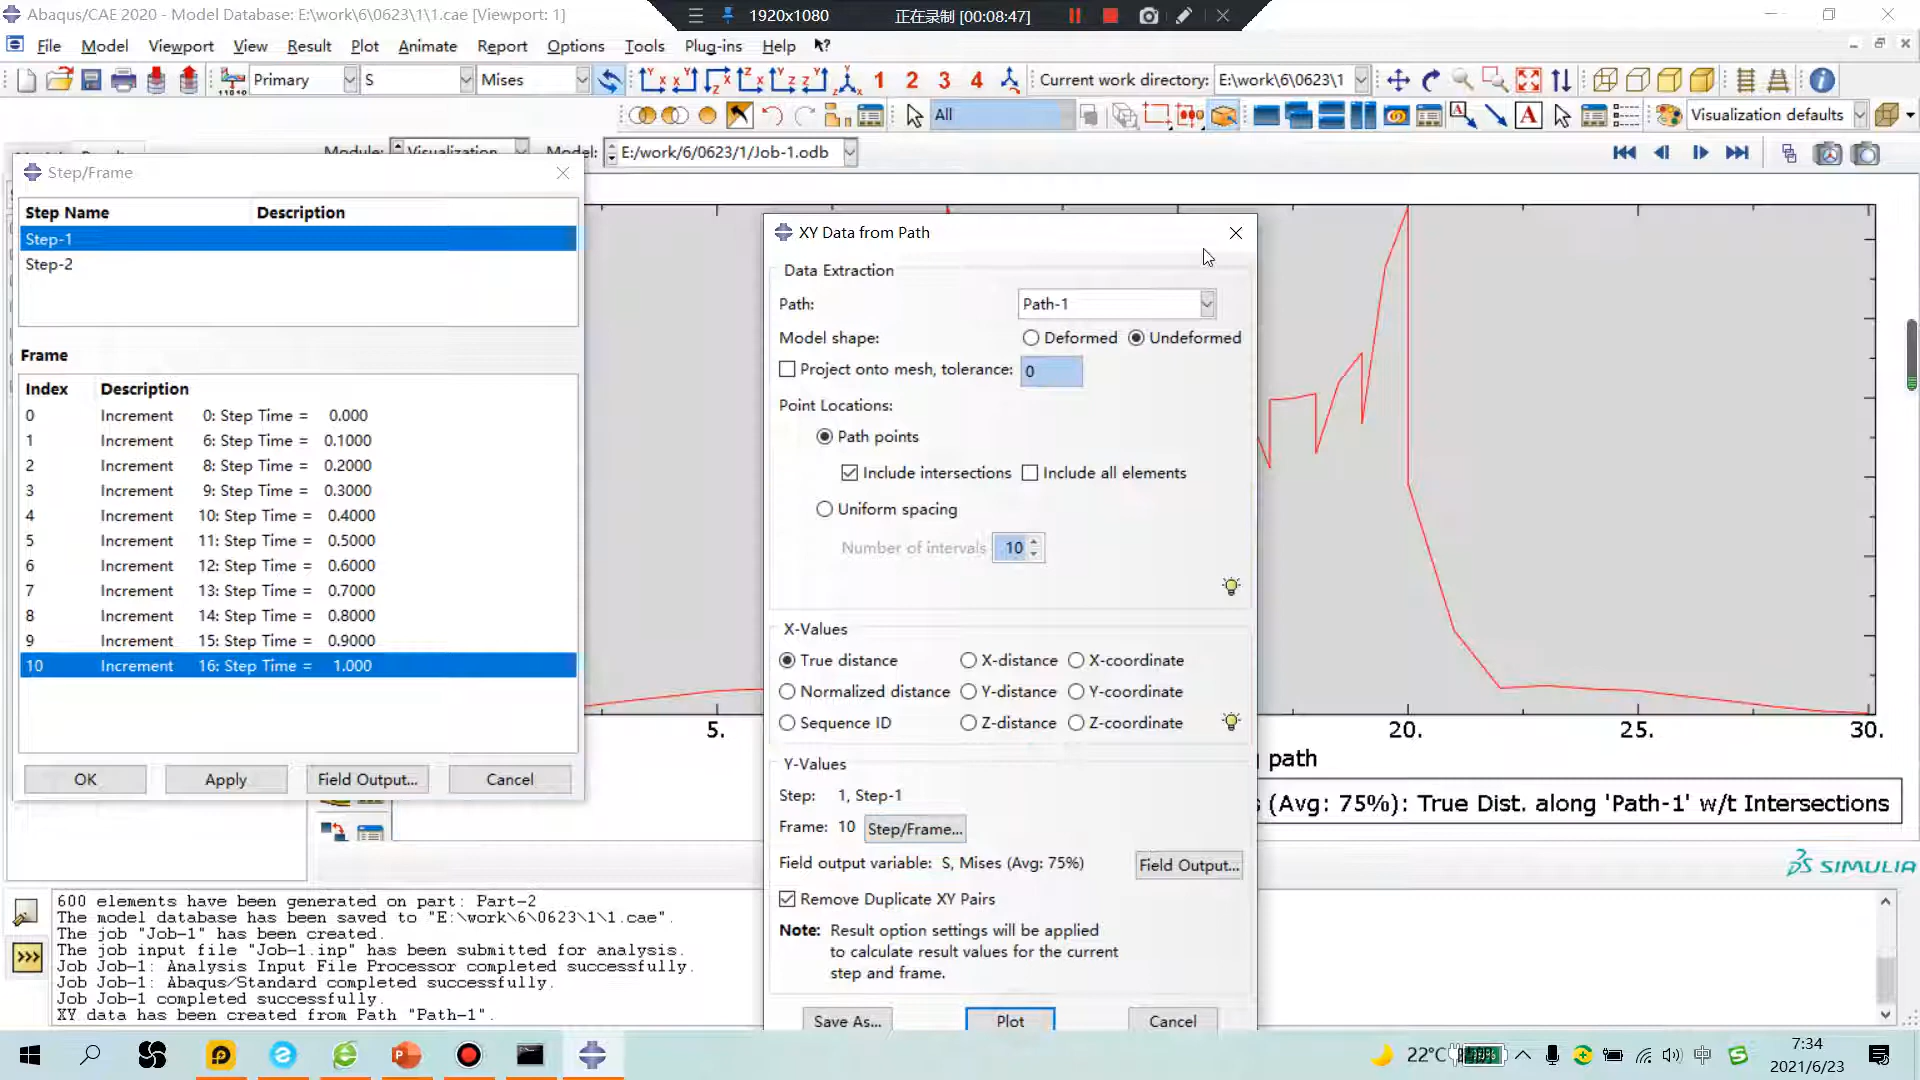 Abaqus/CAE 2020 - Model Database: E:\work\6\0623\1\1.cae [Viewport: 1]
1920x1080
正在录制 [00:08:47]
File Model Viewport View Result Plot Animate Report Options Tools Plug-ins Help
Primary S Mises 1 2 3 4 Current work directory: E:\work\6\0623\1
All Visualization defaults
Module: Visualization Model: E:/work/6/0623/1/Job-1.odb
Step/Frame
Step Name Description
Step-1
Step-2
Frame
Index Description
0 Increment 0: Step Time = 0.000
1 Increment 6: Step Time = 0.1000
2 Increment 8: Step Time = 0.2000
3 Increment 9: Step Time = 0.3000
4 Increment 10: Step Time = 0.4000
5 Increment 11: Step Time = 0.5000
6 Increment 12: Step Time = 0.6000
7 Increment 13: Step Time = 0.7000
8 Increment 14: Step Time = 0.8000
9 Increment 15: Step Time = 0.9000
10 Increment 16: Step Time = 1.000
OK Apply Field Output... Cancel
XY Data from Path
Data Extraction
Path: Path-1
Model shape: Deformed Undeformed
Project onto mesh, tolerance: 0
Point Locations:
Path points
Include intersections Include all elements
Uniform spacing
Number of intervals 10
X-Values
True distance X-distance X-coordinate
Normalized distance Y-distance Y-coordinate
Sequence ID Z-distance Z-coordinate
Y-Values
Step: 1, Step-1
Frame: 10 Step/Frame...
Field output variable: S, Mises (Avg: 75%) Field Output...
Remove Duplicate XY Pairs
Note: Result option settings will be applied
to calculate result values for the current
step and frame.
Save As... Plot Cancel
5. 20. 25. 30.
path
(Avg: 75%): True Dist. along 'Path-1' w/t Intersections
SIMULIA
600 elements have been generated on part: Part-2
The model database has been saved to "E:\work\6\0623\1\1.cae".
The job "Job-1" has been created.
The job input file "Job-1.inp" has been submitted for analysis.
Job Job-1: Analysis Input File Processor completed successfully.
Job Job-1: Abaqus/Standard completed successfully.
Job Job-1 completed successfully.
XY data has been created from Path "Path-1".
22°C
中
7:34
2021/6/23